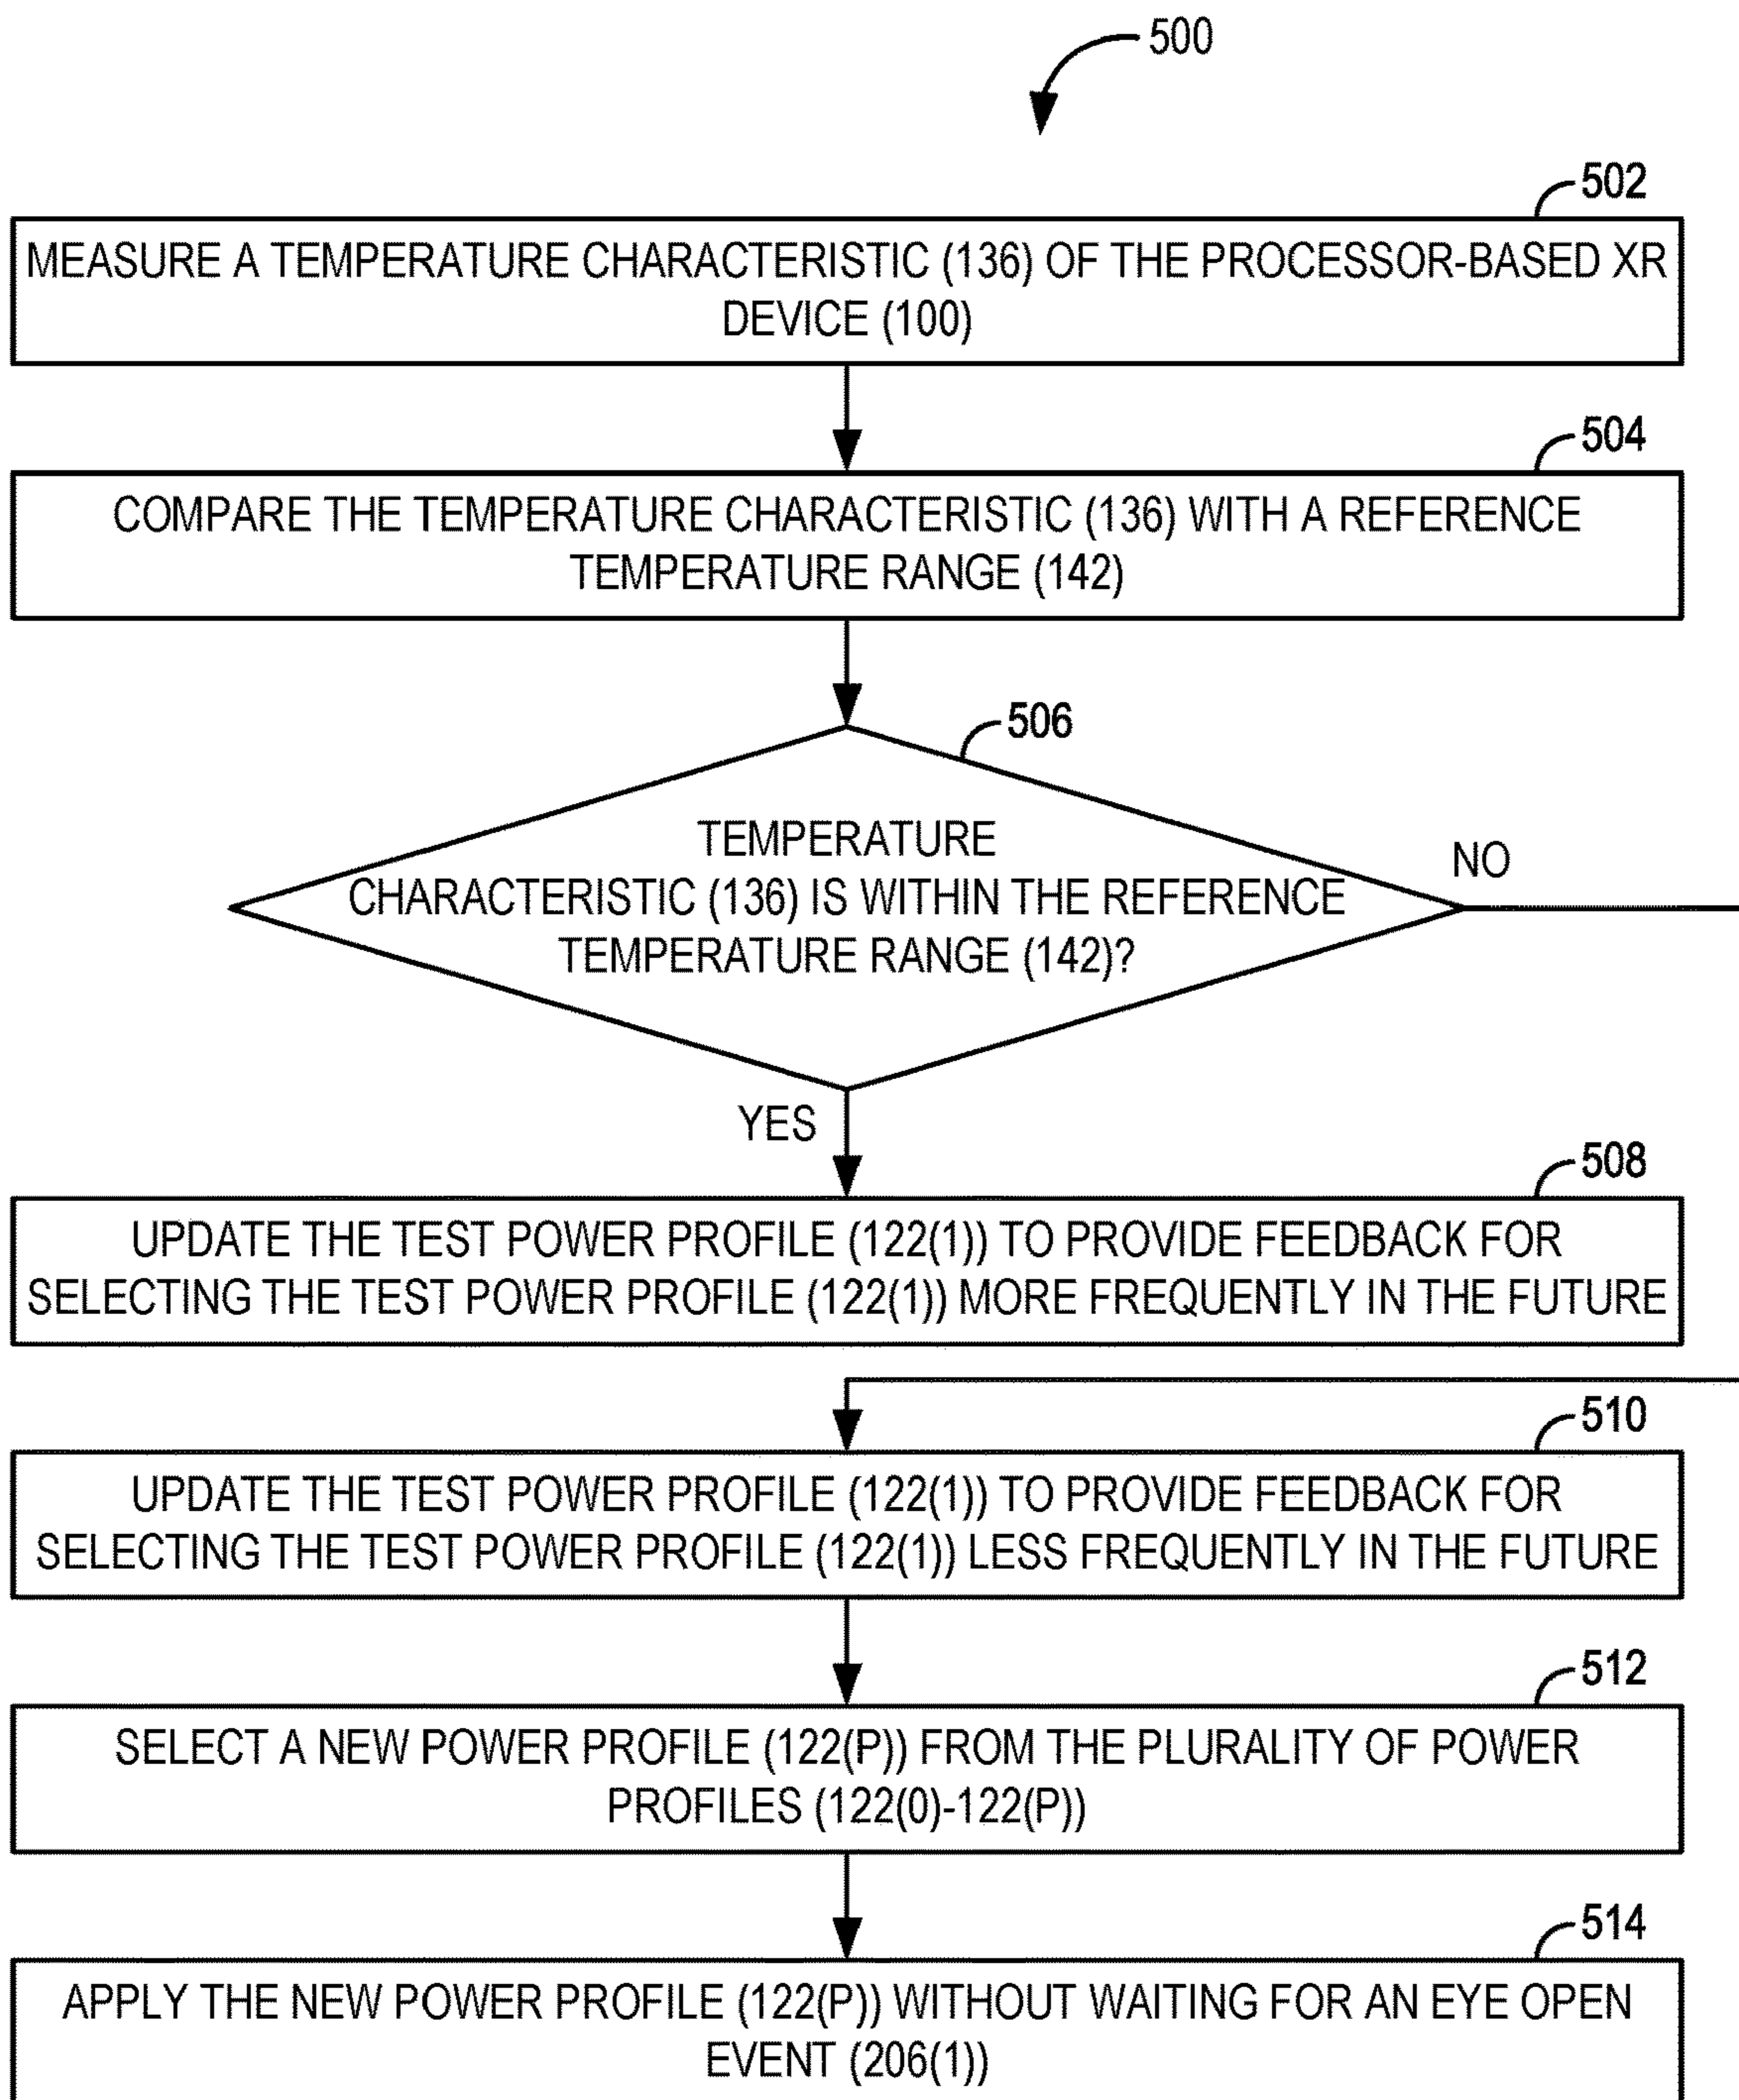 500
502
MEASURE A TEMPERATURE CHARACTERISTIC (136) OF THE PROCESSOR-BASED XR
DEVICE (100)
504
COMPARE THE TEMPERATURE CHARACTERISTIC (136) WITH A REFERENCE
TEMPERATURE RANGE (142)
506
TEMPERATURE
CHARACTERISTIC (136) IS WITHIN THE REFERENCE
TEMPERATURE RANGE (142)?
NO
YES
508
UPDATE THE TEST POWER PROFILE (122(1)) TO PROVIDE FEEDBACK FOR
SELECTING THE TEST POWER PROFILE (122(1)) MORE FREQUENTLY IN THE FUTURE
510
UPDATE THE TEST POWER PROFILE (122(1)) TO PROVIDE FEEDBACK FOR
SELECTING THE TEST POWER PROFILE (122(1)) LESS FREQUENTLY IN THE FUTURE
512
SELECT A NEW POWER PROFILE (122(P)) FROM THE PLURALITY OF POWER
PROFILES (122(0)-122(P))
514
APPLY THE NEW POWER PROFILE (122(P)) WITHOUT WAITING FOR AN EYE OPEN
EVENT (206(1))